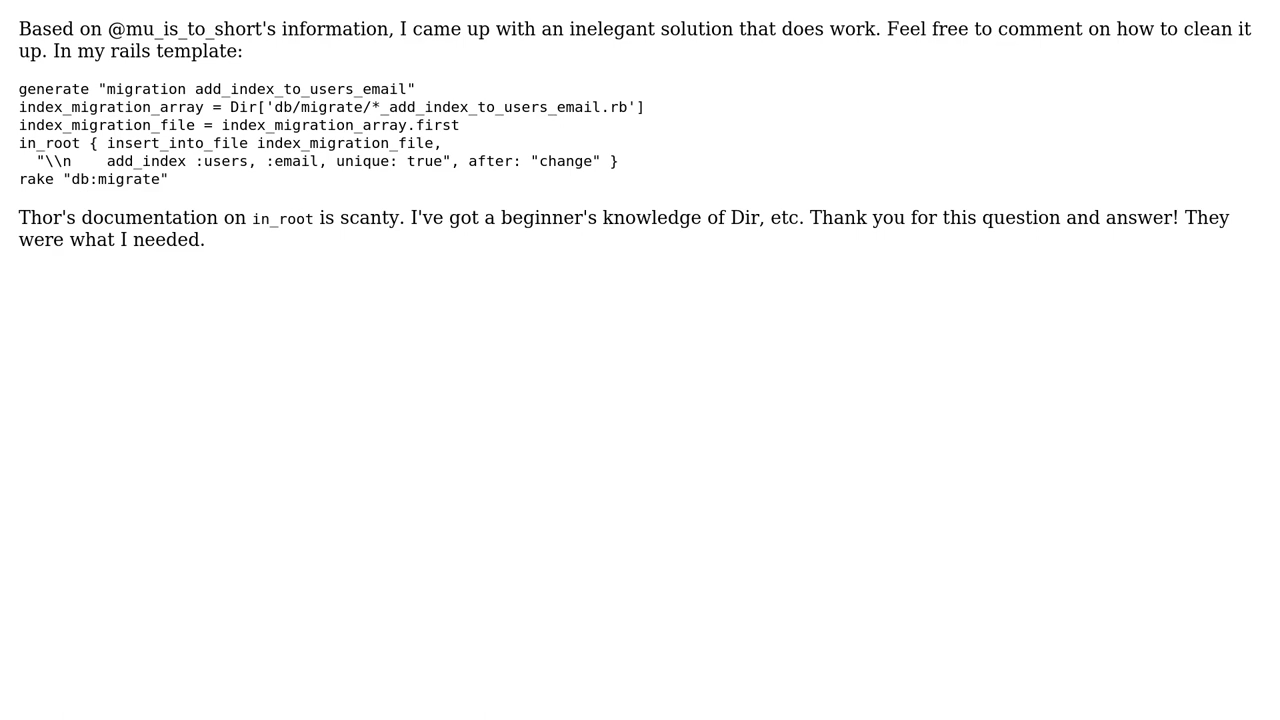 Based on @mu_is_to_short's information, I came up with an inelegant solution that does work. Feel free to comment on how to clean it
up. In my rails template:
generate "migration add_index_to_users_email"
index_migration_array = Dir['db/migrate/*_add_index_to_users_email.rb']
index_migration_file = index_migration_array.first
in_root { insert_into_file index_migration_file,
  "\\n    add_index :users, :email, unique: true", after: "change" }
rake "db:migrate"
Thor's documentation on in_root is scanty. I've got a beginner's knowledge of Dir, etc. Thank you for this question and answer! They
were what I needed.